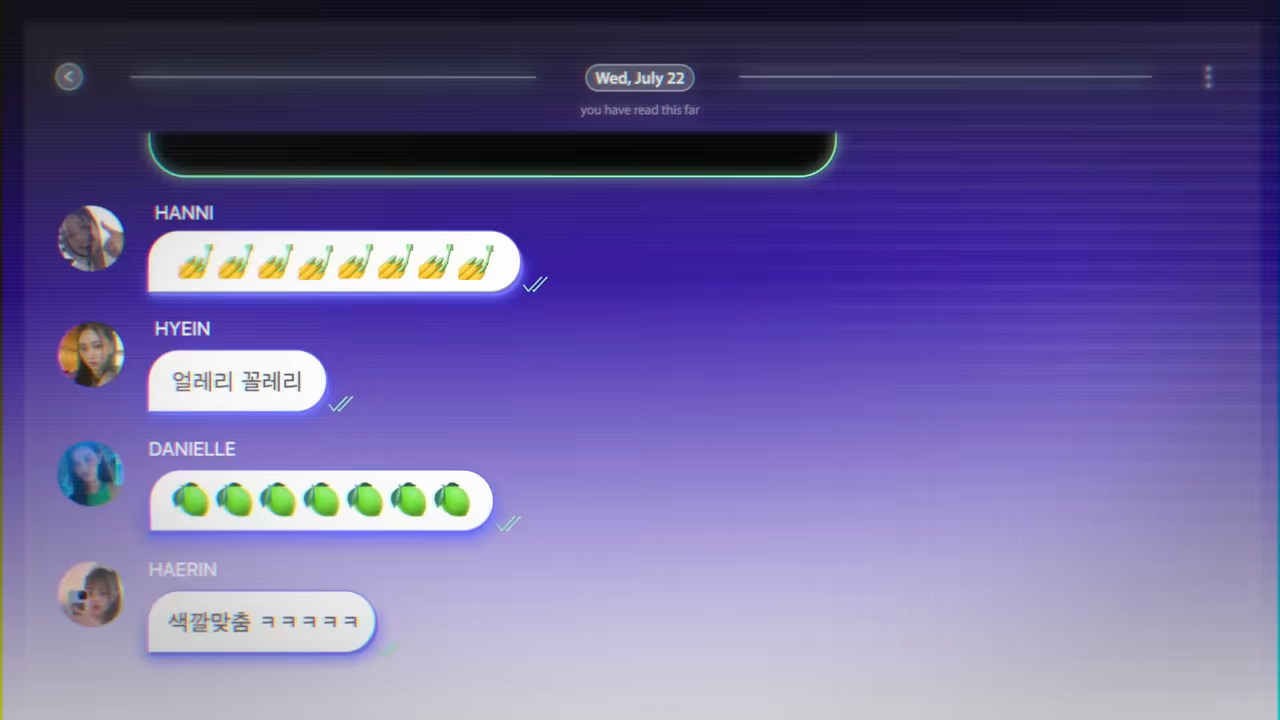 Wed, July 22
you have read this far
HANNI
HYEIN
얼레리 꼴레리
DANIELLE
HAERIN
색깔맞춤 ㅋㅋㅋㅋㅋ